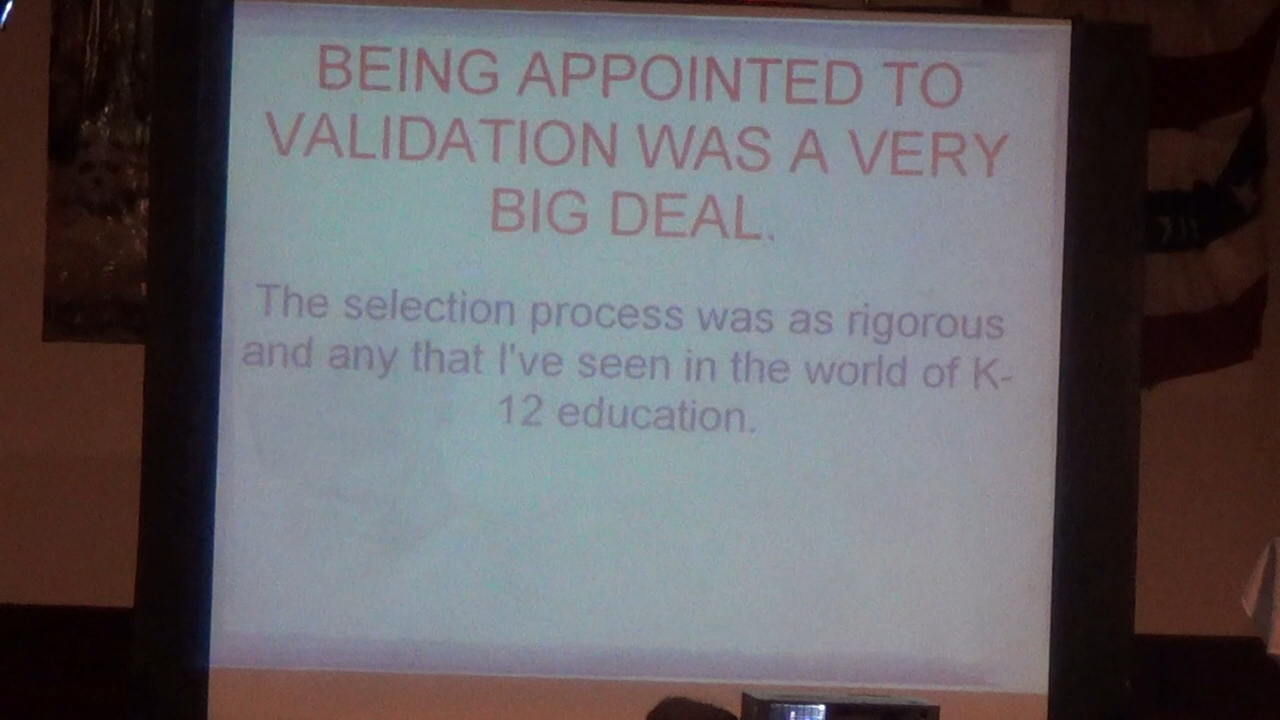 BEING APPOINTED TO
VALIDATION WAS A VERY
BIG DEAL.
The selection process was as rigorous
and any that I've seen in the world of K-
12 education.